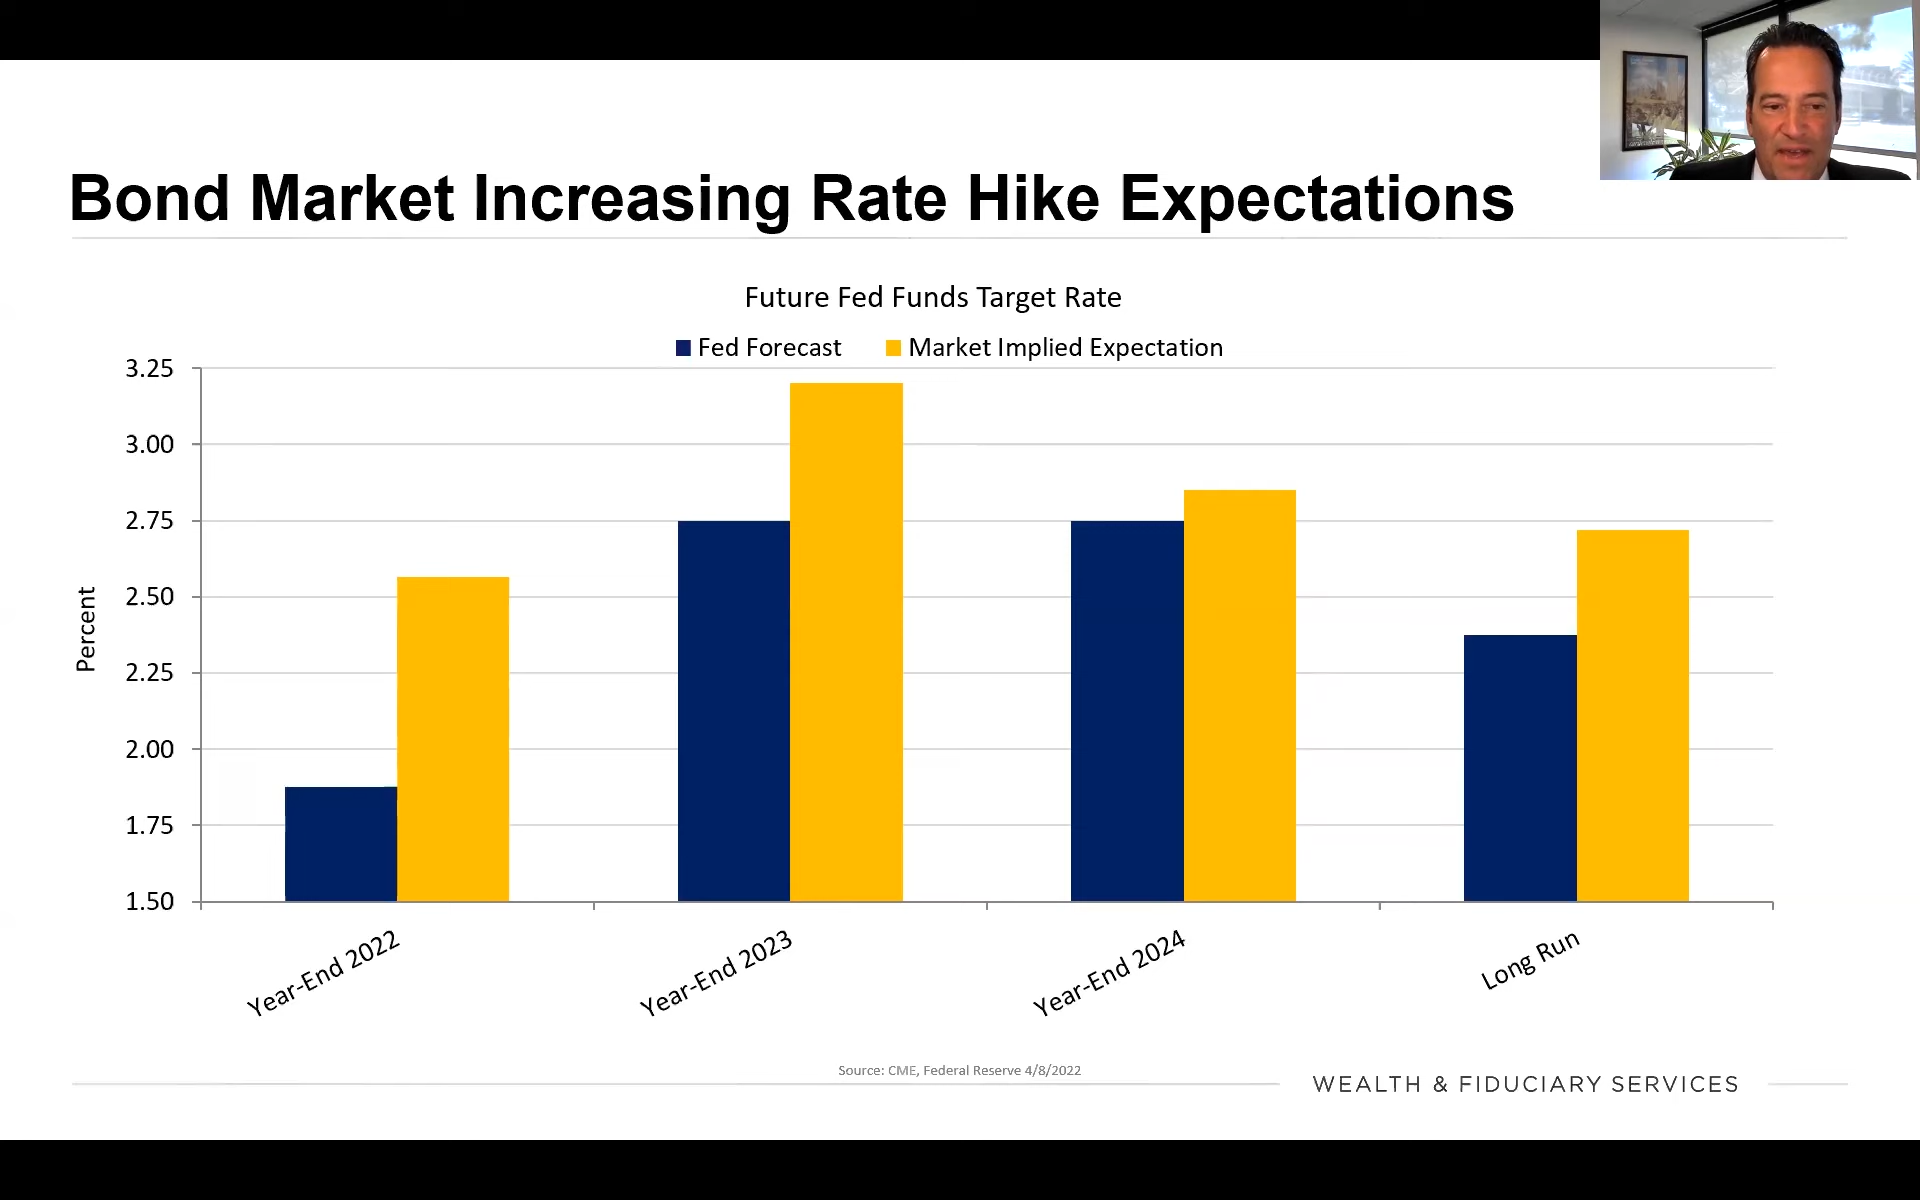 Bond Market Increasing Rate Hike Expectations
Future Fed Funds Target Rate
Fed Forecast Market Implied Expectation
3.25
3.00
2.75
2.50
2.25
2.00
1.75
1.50
Percent
Year-End 2022
Year-End 2023
Year-End 2024
Long Run
Source: CME, Federal Reserve 4/8/2022
WEALTH & FIDUCIARY SERVICES